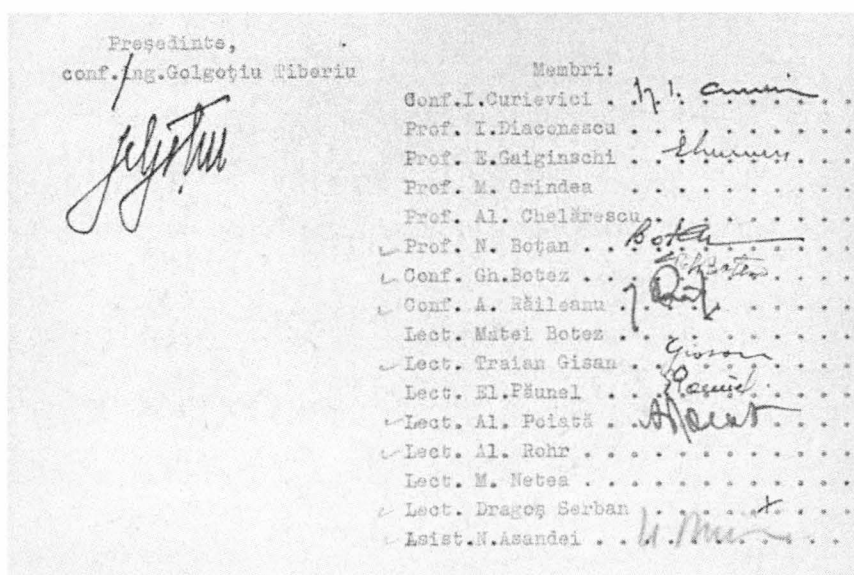 Președinte,
conf.ing.Golgoțiu Tiberiu
Membri:
Conf.I.Curievici . . . . . . . . .
Prof. I.Diaconescu . . . . . . . . .
Prof. E.Gaiginschi . . . . . . . . .
Prof. M. Grindea . . . . . . . . .
Prof. Al. Chelărescu. . . . . . . . .
Prof. N. Boțan . . . . . . . . .
Conf. Gh.Botez . . . . . . . . .
Conf. A. Răileanu . . . . . . . . .
Lect. Matei Botez . . . . . . . . .
Lect. Traian Gisan . . . . . . . . .
Lect. El.Păunel . . . . . . . . .
Lect. Al. Poiată . . . . . . . . .
Lect. Al. Rohr . . . . . . . . .
Lect. M. Netea . . . . . . . . .
Lect. Dragoș Serban . . . . . . . . .
Asist.N.Asandei . . . . . . . . .